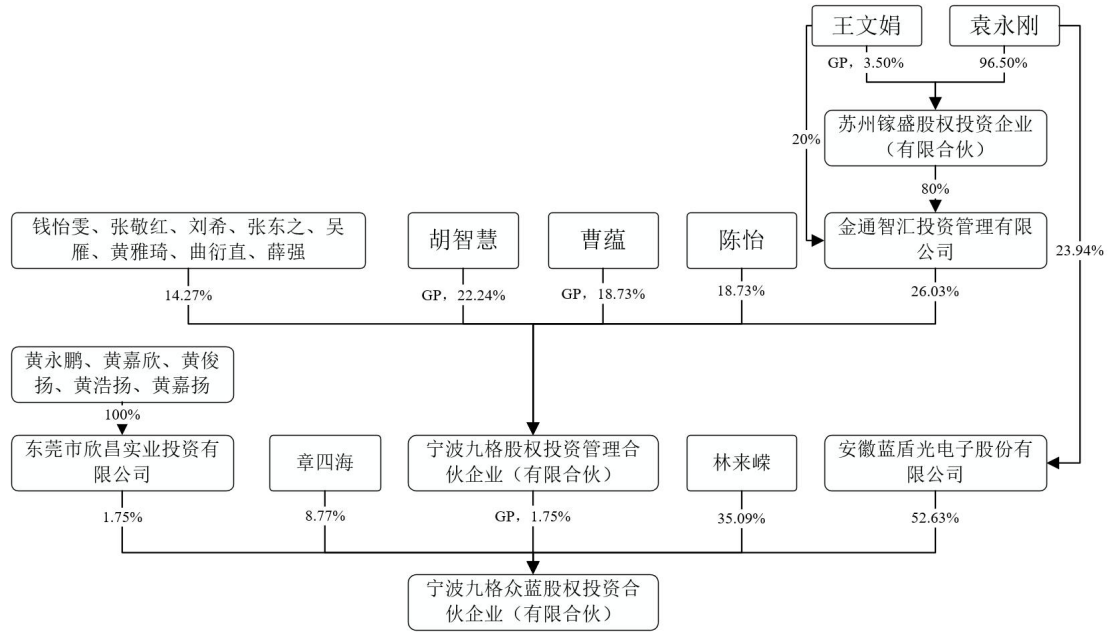 王文娟
袁永刚
GP，3.50%
96.50%
苏州镓盛股权投资企业
（有限合伙）
20%
80%
钱怡雯、张敬红、刘希、张东之、吴
雁、黄雅琦、曲衍直、薛强
胡智慧
曹蕴
陈怡
金通智汇投资管理有限
公司
23.94%
14.27%
GP，22.24%
GP，18.73%
18.73%
26.03%
黄永鹏、黄嘉欣、黄俊
扬、黄浩扬、黄嘉扬
100%
东莞市欣昌实业投资有
限公司
章四海
宁波九格股权投资管理合
伙企业（有限合伙）
林来嵘
安徽蓝盾光电子股份有
限公司
1.75%
8.77%
GP，1.75%
35.09%
52.63%
宁波九格众蓝股权投资合
伙企业（有限合伙）